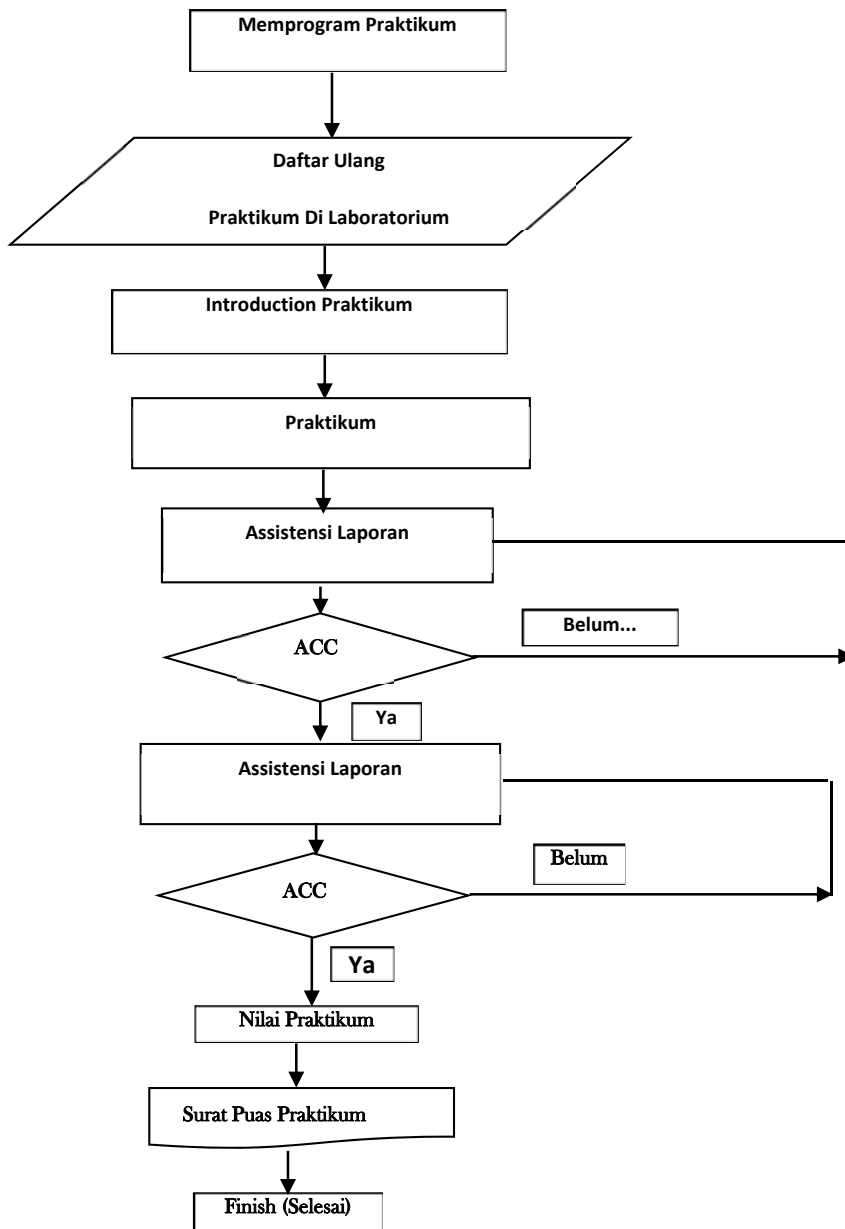 Memprogram Praktikum
Daftar Ulang
Praktikum Di Laboratorium
Introduction Praktikum
Praktikum
Assistensi Laporan
ACC
Belum...
Ya
Assistensi Laporan
Belum
ACC
Ya
Nilai Praktikum
Surat Puas Praktikum
Finish (Selesai)